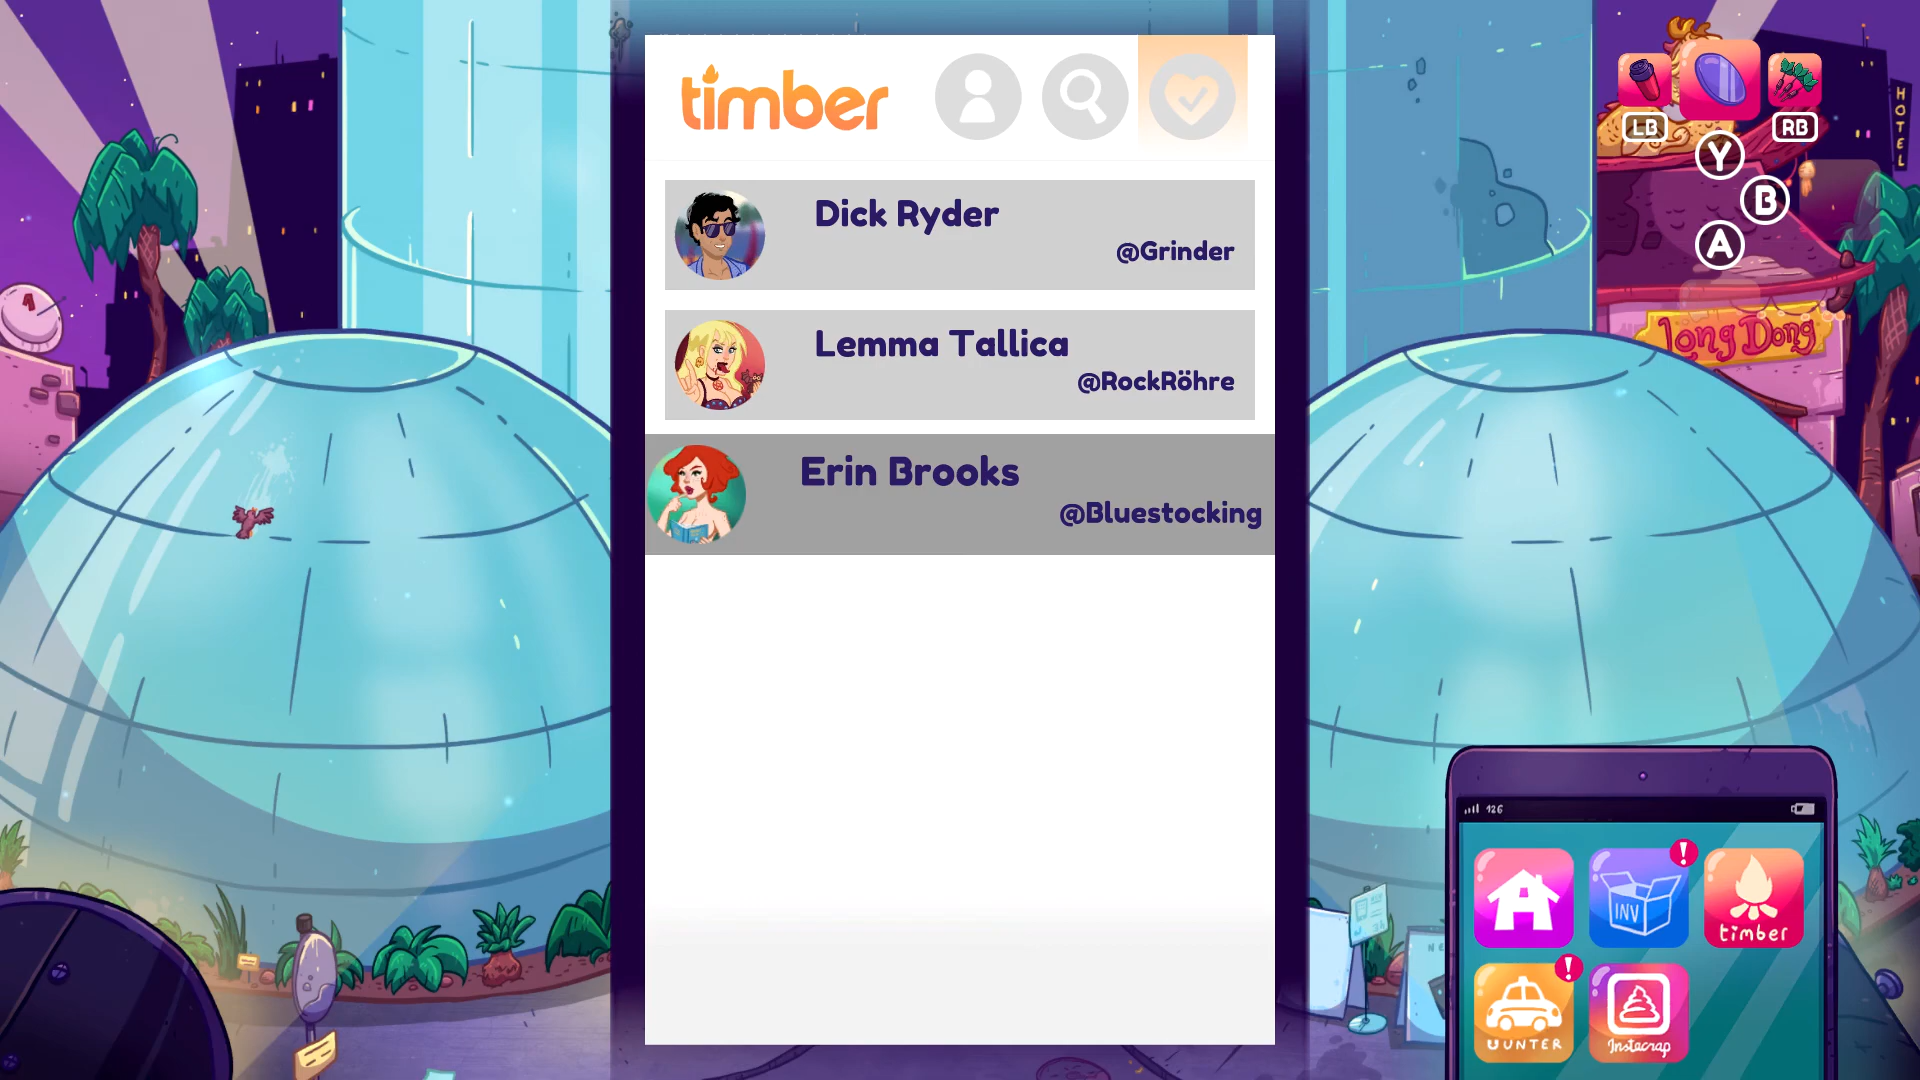 timber
Dick Ryder
@Grinder
Lemma Tallica
@RockRöhre
Erin Brooks
@Bluestocking
LB
RB
Y
B
A
HOTEL
Long Dong
126
INV
!
timber
!
UUNTER
Instacrap